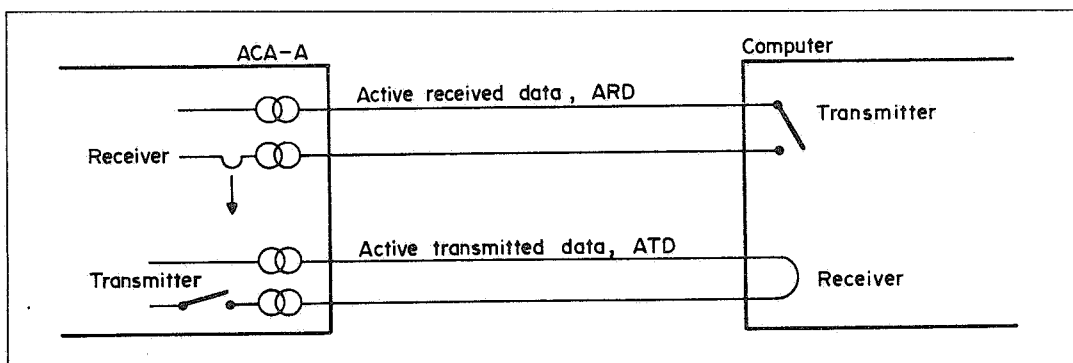 ACA-A
Computer
Active received data, ARD
Transmitter
Receiver
Active transmitted data, ATD
Transmitter
Receiver